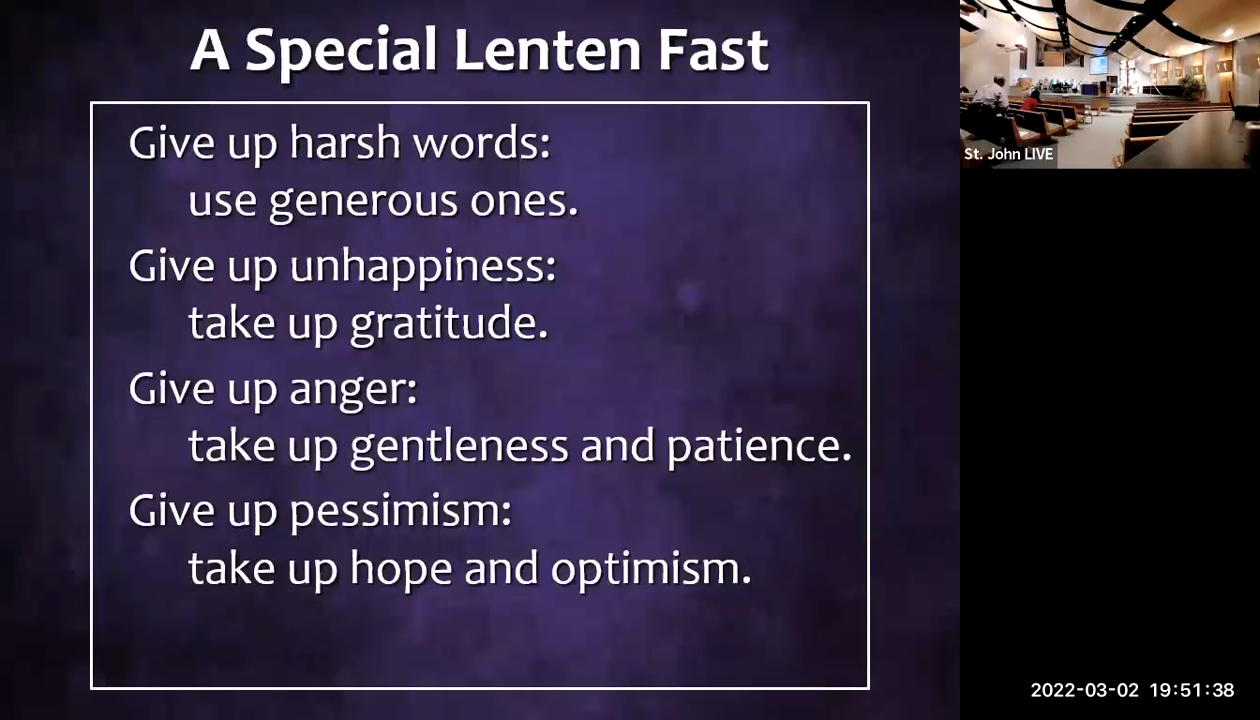 A Special Lenten Fast
Give up harsh words:
use generous ones.
Give up unhappiness:
take up gratitude.
Give up anger:
take up gentleness and patience.
Give up pessimism:
take up hope and optimism.
St. John LIVE
2022-03-02 19:51:38